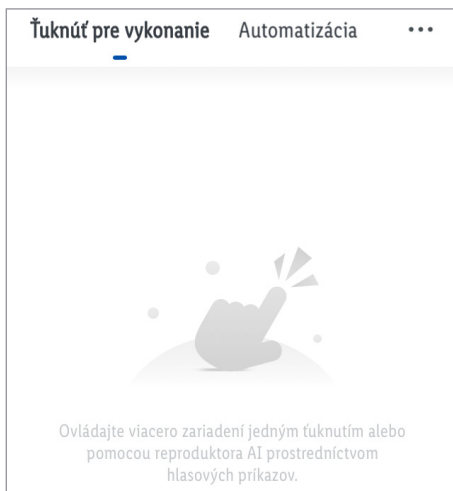 Ťuknúť pre vykonanie Automatizácia ...
Ovládajte viacero zariadení jedným ťuknutím alebo
pomocou reproduktora AI prostredníctvom
hlasových príkazov.